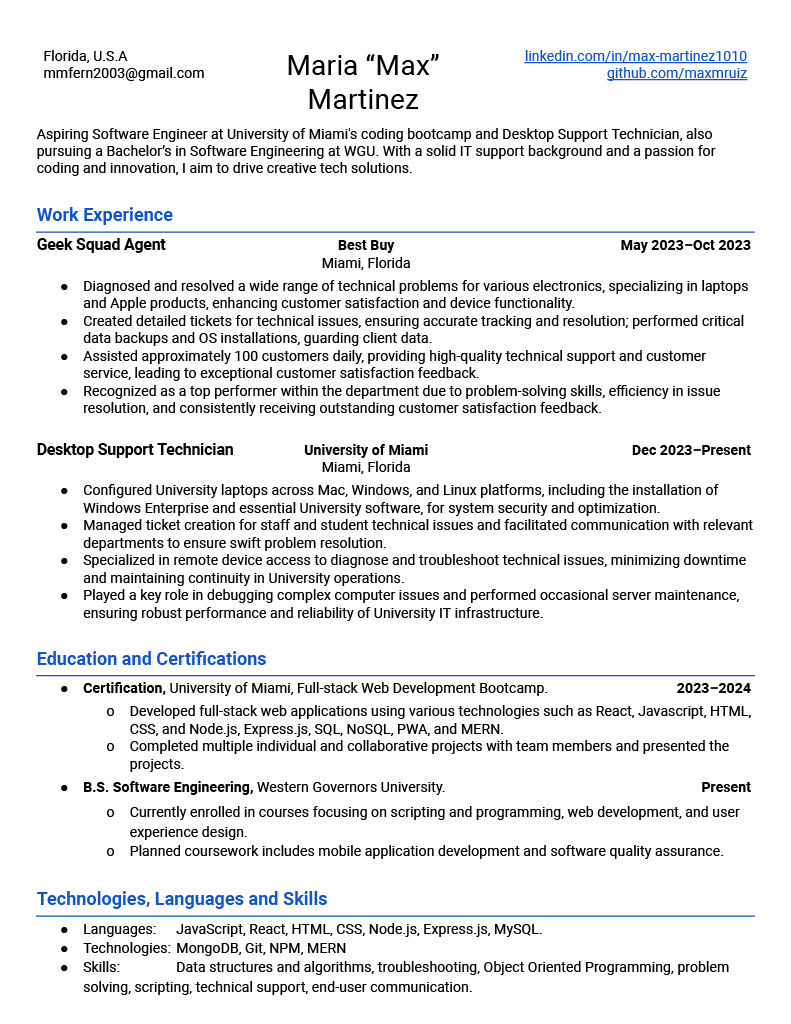 Florida, U.S.A
mmfern2003@gmail.com
Maria “Max”
Martinez
linkedin.com/in/max-martinez1010
github.com/maxmruiz
Aspiring Software Engineer at University of Miami's coding bootcamp and Desktop Support Technician, also
pursuing a Bachelor’s in Software Engineering at WGU. With a solid IT support background and a passion for
coding and innovation, I aim to drive creative tech solutions.
Work Experience
Geek Squad Agent Best Buy May 2023–Oct 2023
Miami, Florida
● Diagnosed and resolved a wide range of technical problems for various electronics, specializing in laptops
and Apple products, enhancing customer satisfaction and device functionality.
● Created detailed tickets for technical issues, ensuring accurate tracking and resolution; performed critical
data backups and OS installations, guarding client data.
● Assisted approximately 100 customers daily, providing high-quality technical support and customer
service, leading to exceptional customer satisfaction feedback.
● Recognized as a top performer within the department due to problem-solving skills, efficiency in issue
resolution, and consistently receiving outstanding customer satisfaction feedback.
Desktop Support Technician University of Miami Dec 2023–Present
Miami, Florida
● Configured University laptops across Mac, Windows, and Linux platforms, including the installation of
Windows Enterprise and essential University software, for system security and optimization.
● Managed ticket creation for staff and student technical issues and facilitated communication with relevant
departments to ensure swift problem resolution.
● Specialized in remote device access to diagnose and troubleshoot technical issues, minimizing downtime
and maintaining continuity in University operations.
● Played a key role in debugging complex computer issues and performed occasional server maintenance,
ensuring robust performance and reliability of University IT infrastructure.
Education and Certifications
● Certification, University of Miami, Full-stack Web Development Bootcamp. 2023–2024
o Developed full-stack web applications using various technologies such as React, Javascript, HTML,
CSS, and Node.js, Express.js, SQL, NoSQL, PWA, and MERN.
o Completed multiple individual and collaborative projects with team members and presented the
projects.
● B.S. Software Engineering, Western Governors University. Present
o Currently enrolled in courses focusing on scripting and programming, web development, and user
experience design.
o Planned coursework includes mobile application development and software quality assurance.
Technologies, Languages and Skills
● Languages: JavaScript, React, HTML, CSS, Node.js, Express.js, MySQL.
● Technologies: MongoDB, Git, NPM, MERN
● Skills: Data structures and algorithms, troubleshooting, Object Oriented Programming, problem
solving, scripting, technical support, end-user communication.